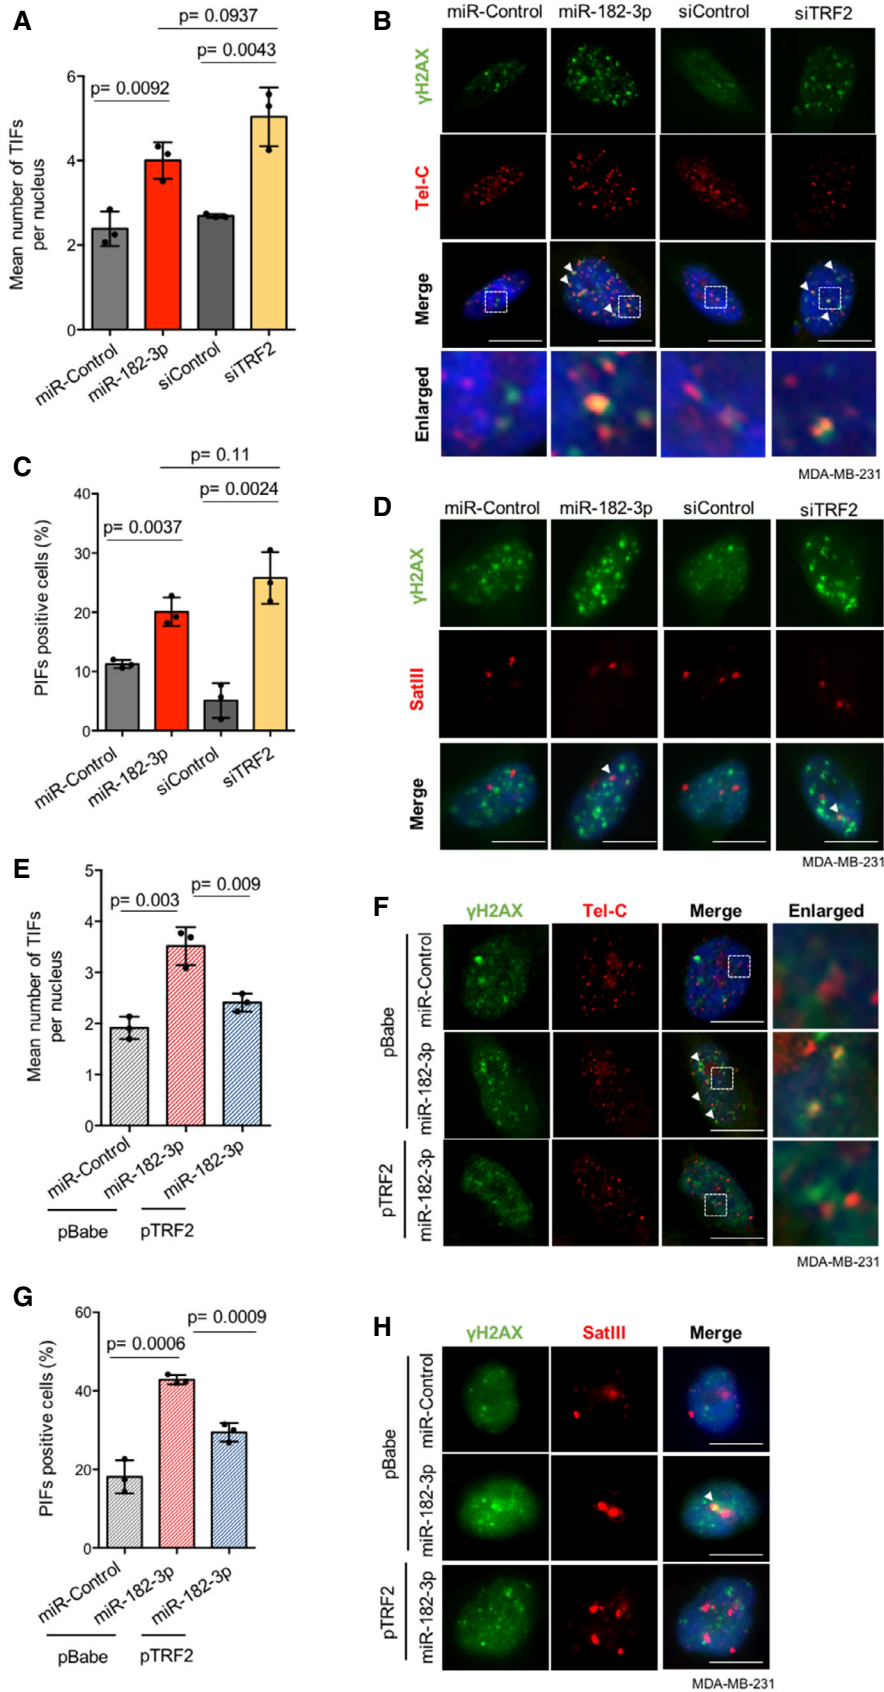 A
p= 0.0937
p= 0.0043
p= 0.0092
Mean number of TIFs
per nucleus
6
4
2
0
miR-Control
miR-182-3p
siControl
siTRF2
B
miR-Control miR-182-3p siControl siTRF2
γH2AX
Tel-C
Merge
Enlarged
MDA-MB-231
C
p= 0.11
p= 0.0024
p= 0.0037
PIFs positive cells (%)
40
30
20
10
0
miR-Control
miR-182-3p
siControl
siTRF2
D
miR-Control miR-182-3p siControl siTRF2
γH2AX
SatIII
Merge
MDA-MB-231
E
p= 0.009
p= 0.003
Mean number of TIFs
per nucleus
5
4
3
2
1
0
miR-Control
miR-182-3p
miR-182-3p
pBabe pTRF2
F
γH2AX Tel-C Merge Enlarged
pBabe
miR-Control
miR-182-3p
pTRF2
miR-182-3p
MDA-MB-231
G
p= 0.0009
p= 0.0006
PIFs positive cells (%)
60
40
20
0
miR-Control
miR-182-3p
miR-182-3p
pBabe pTRF2
H
γH2AX SatIII Merge
pBabe
miR-Control
miR-182-3p
pTRF2
miR-182-3p
MDA-MB-231